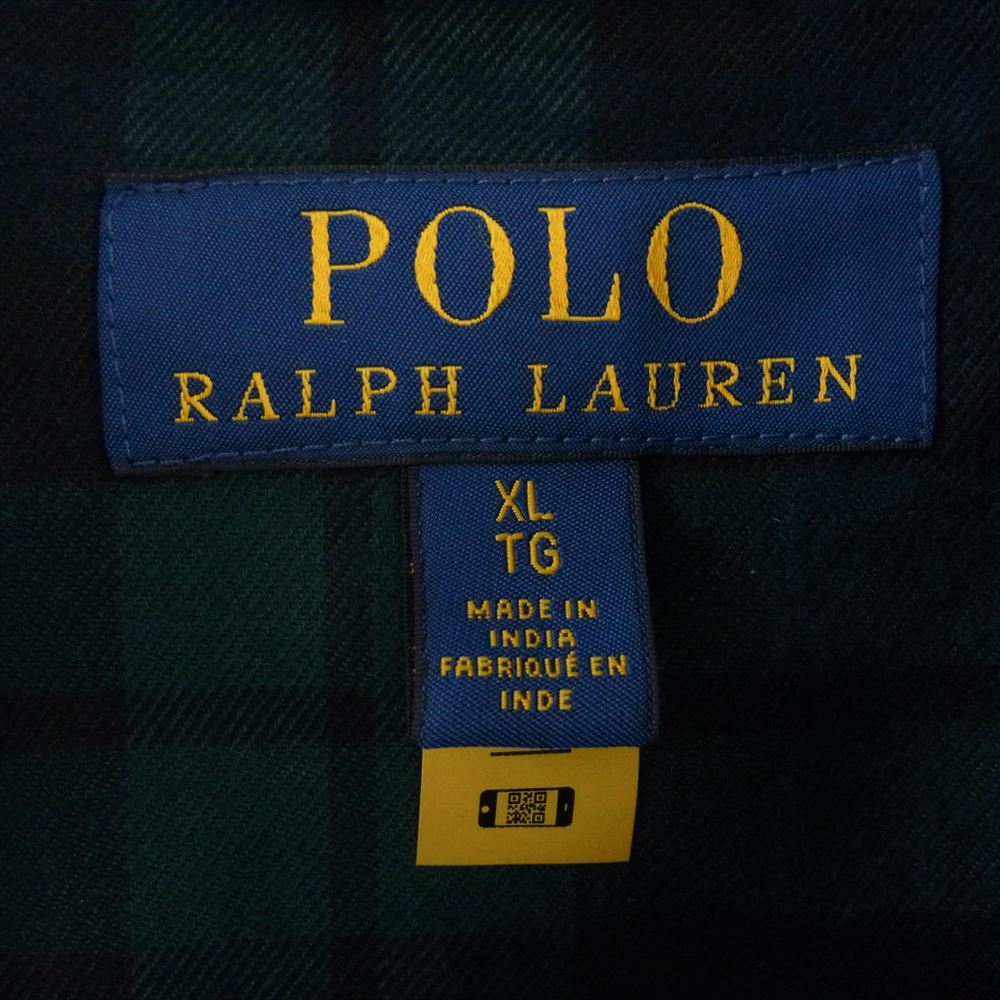 POLO
RALPH LAUREN
XL
TG
MADE IN
INDIA
FABRIQUÉ EN
INDE